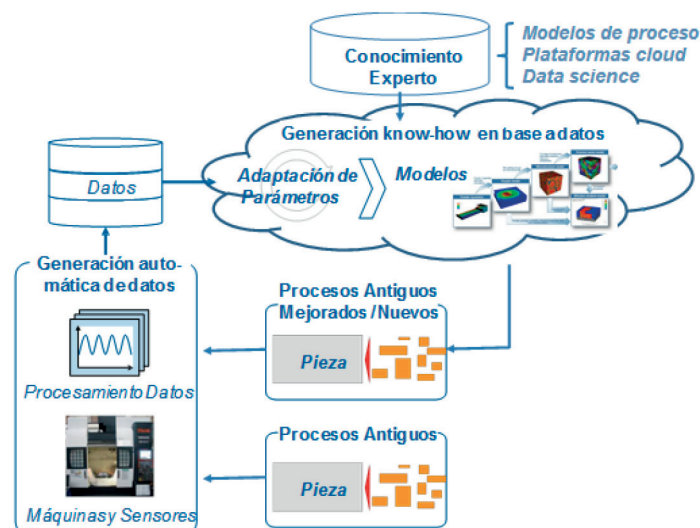 Conocimiento
Experto
Modelos de proceso
Plataformas cloud
Data science
Generación know-how en base a datos
Datos
Adaptación de
Parámetros
Modelos
Generación auto-
mática de datos
Procesamiento Datos
Máquinas y Sensores
Procesos Antiguos
Mejorados /Nuevos
Pieza
Procesos Antiguos
Pieza